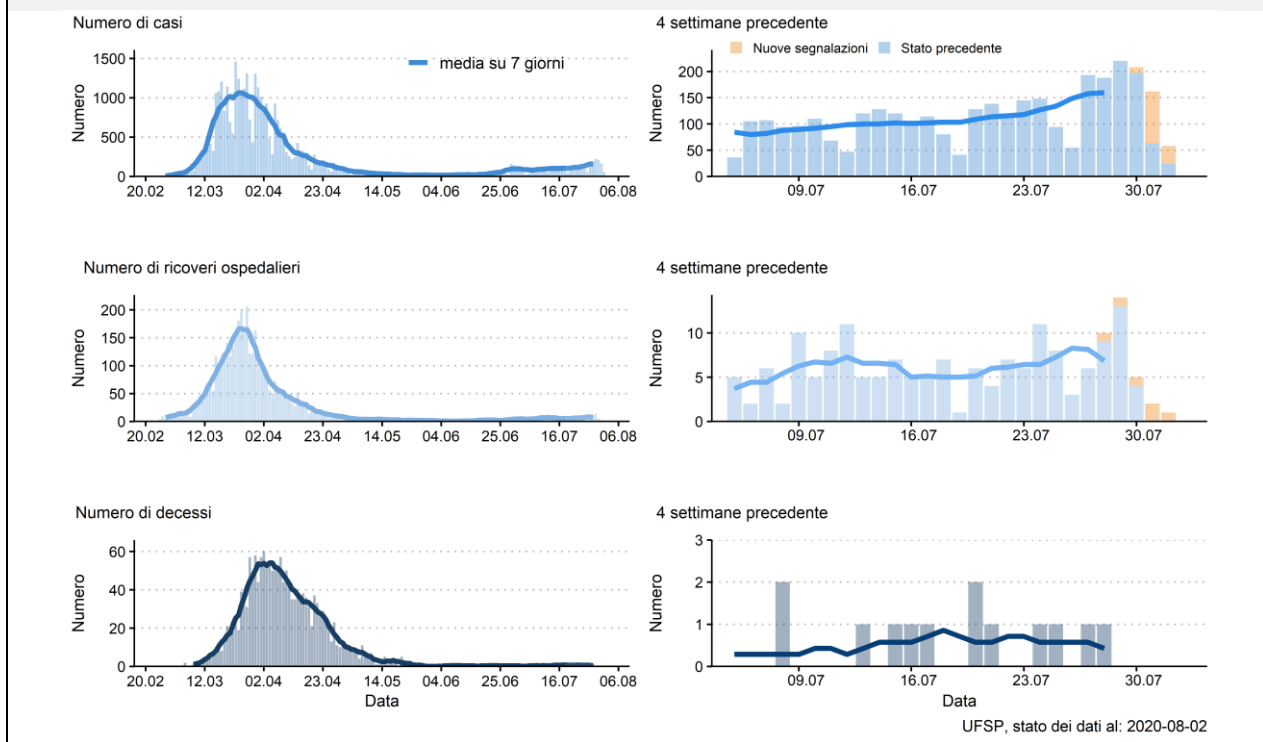 Numero di casi
4 settimane precedente
Nuove segnalazioni Stato precedente
media su 7 giorni
Numero
1500
1000
500
0
20.02 12.03 02.04 23.04 14.05 04.06 25.06 16.07 06.08
Numero
200
150
100
50
0
09.07 16.07 23.07 30.07
Numero di ricoveri ospedalieri
4 settimane precedente
Numero
200
150
100
50
0
20.02 12.03 02.04 23.04 14.05 04.06 25.06 16.07 06.08
Numero
10
5
0
09.07 16.07 23.07 30.07
Numero di decessi
4 settimane precedente
Numero
60
40
20
0
20.02 12.03 02.04 23.04 14.05 04.06 25.06 16.07 06.08
Data
Numero
3
2
1
0
09.07 16.07 23.07 30.07
Data
UFSP, stato dei dati al: 2020-08-02